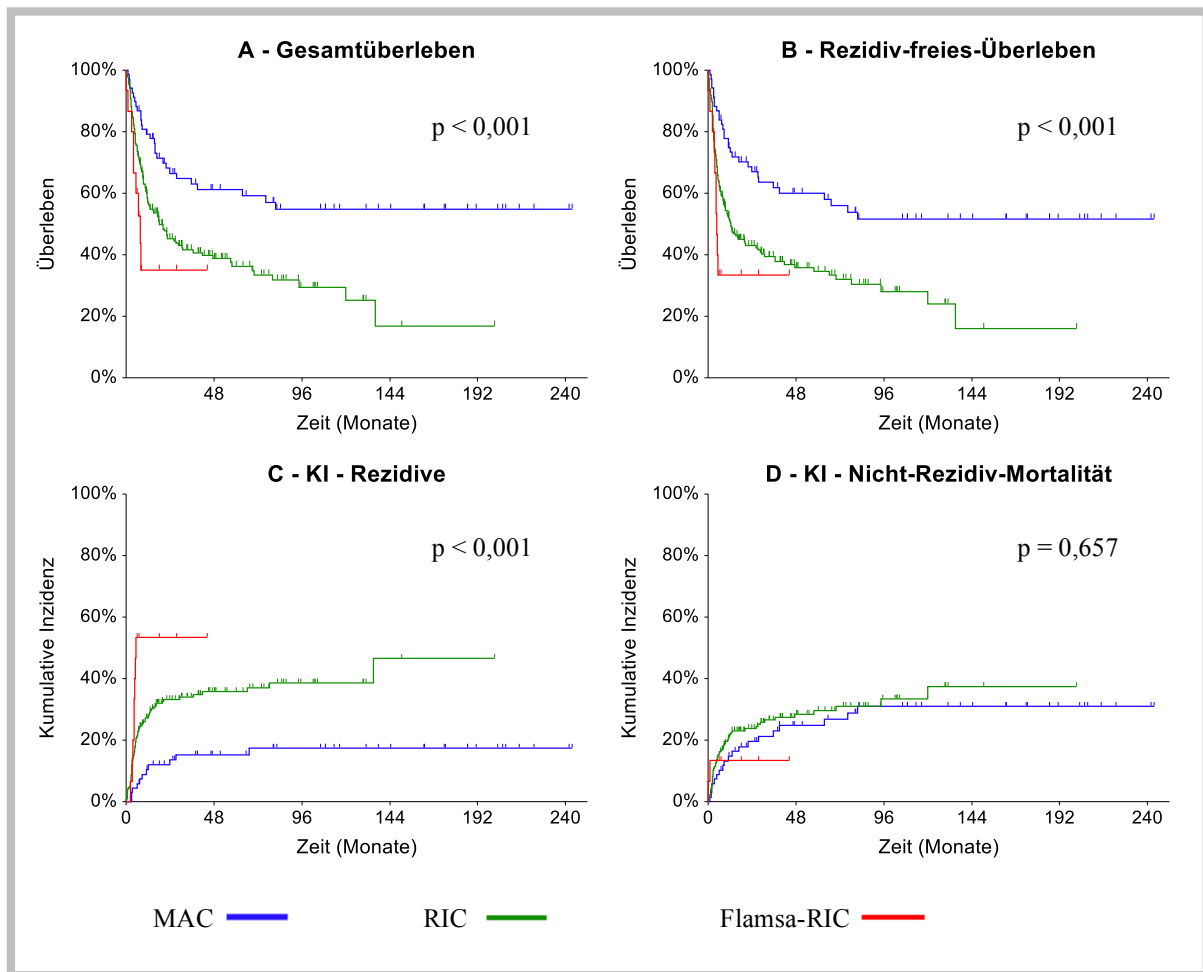 A - Gesamtüberleben
100%
80%
60%
40%
20%
0%
Überleben
p < 0,001
48
96
144
192
240
Zeit (Monate)
B - Rezidiv-freies-Überleben
100%
80%
60%
40%
20%
0%
Überleben
p < 0,001
48
96
144
192
240
Zeit (Monate)
C - KI - Rezidive
100%
80%
60%
40%
20%
0%
Kumulative Inzidenz
p < 0,001
0
48
96
144
192
240
Zeit (Monate)
D - KI - Nicht-Rezidiv-Mortalität
100%
80%
60%
40%
20%
0%
Kumulative Inzidenz
p = 0,657
0
48
96
144
192
240
Zeit (Monate)
MAC
RIC
Flamsa-RIC